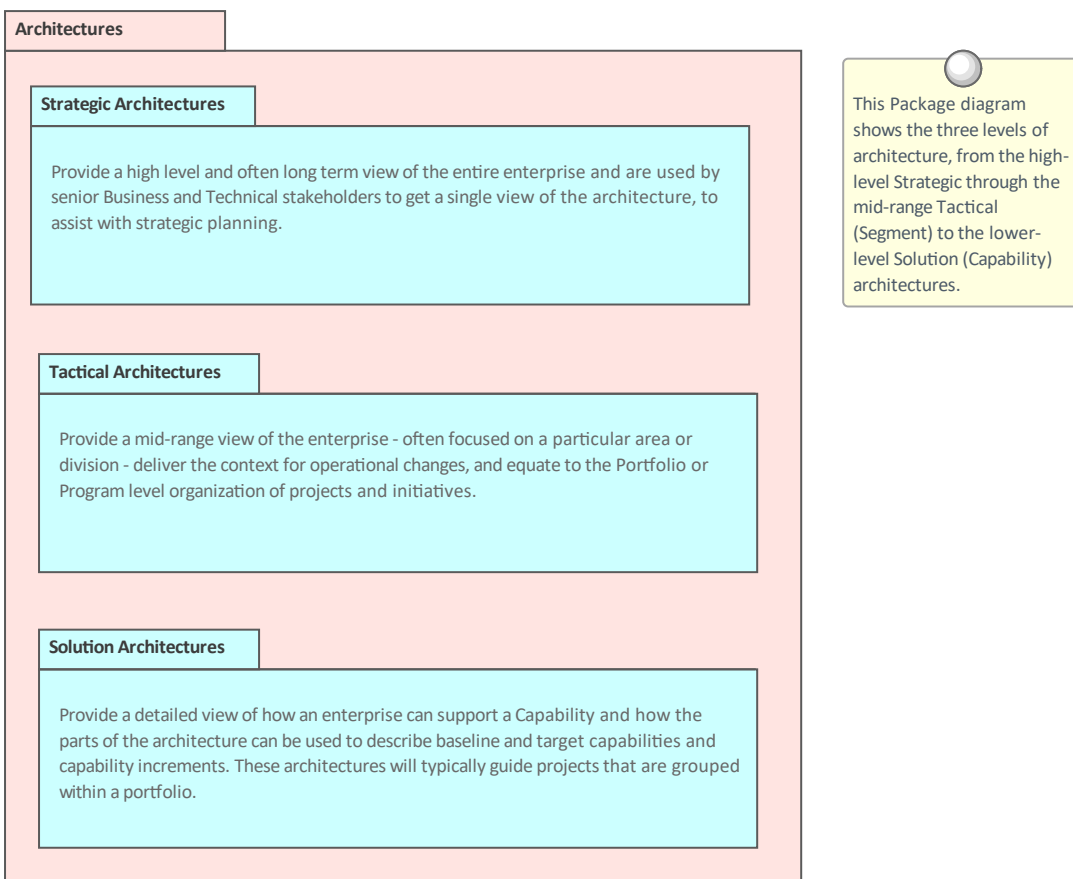 Architectures
Strategic Architectures
Provide a high level and often long term view of the entire enterprise and are used by
senior Business and Technical stakeholders to get a single view of the architecture, to
assist with strategic planning.
Tactical Architectures
Provide a mid-range view of the enterprise - often focused on a particular area or
division - deliver the context for operational changes, and equate to the Portfolio or
Program level organization of projects and initiatives.
Solution Architectures
Provide a detailed view of how an enterprise can support a Capability and how the
parts of the architecture can be used to describe baseline and target capabilities and
capability increments. These architectures will typically guide projects that are grouped
within a portfolio.
This Package diagram
shows the three levels of
architecture, from the high-
level Strategic through the
mid-range Tactical
(Segment) to the lower-
level Solution (Capability)
architectures.